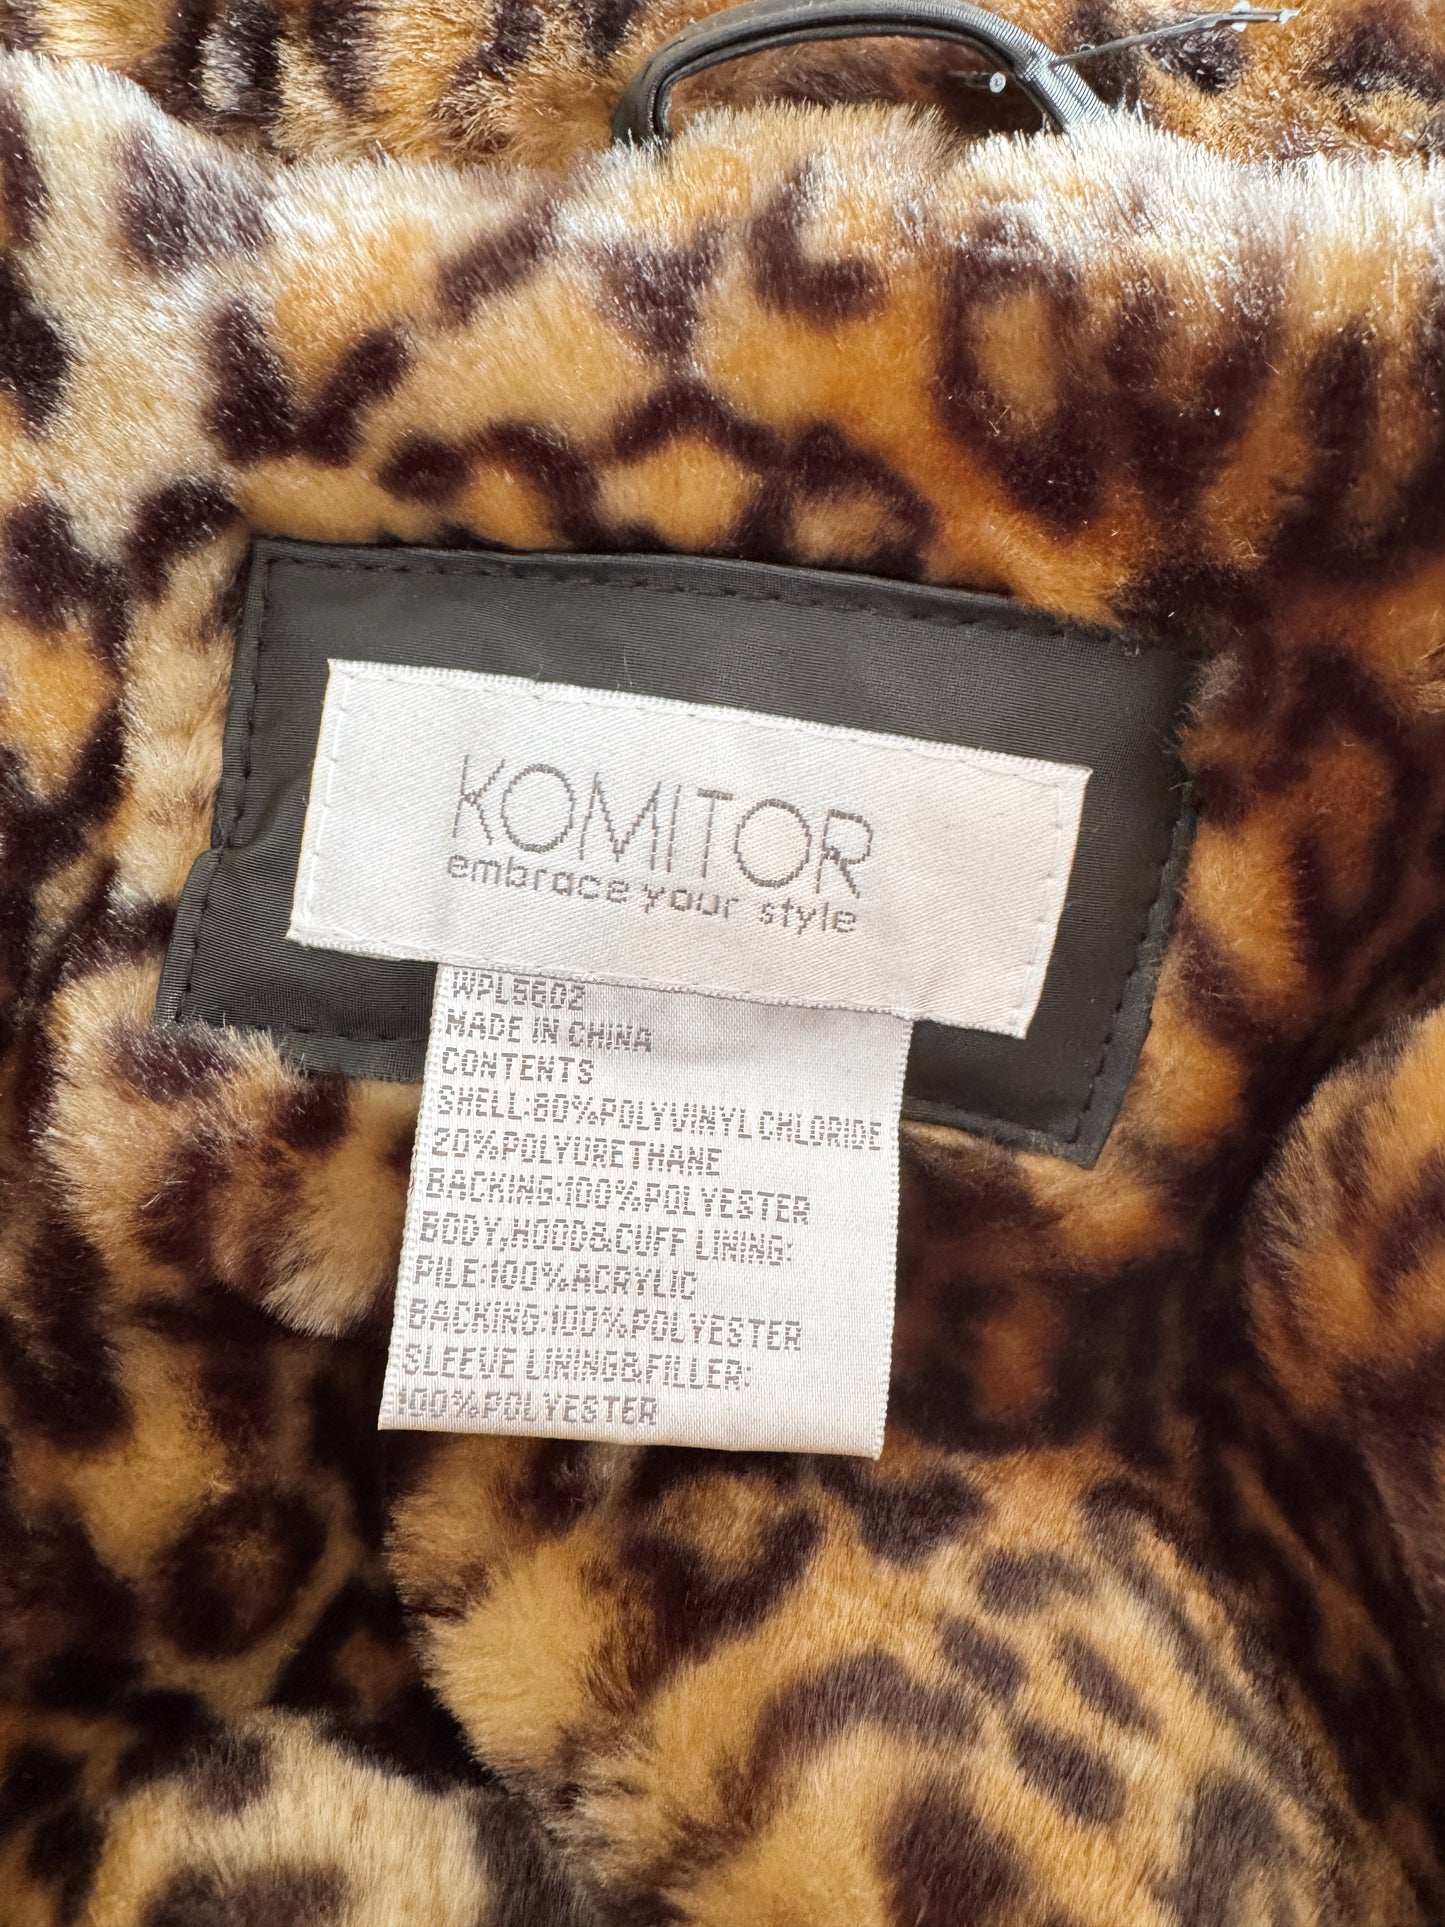 KOMITOR
embrace your style
WPL5502
MADE IN CHINA
CONTENTS
SHELL:80%POLYVINYLCHLORIDE
20%POLYURETHANE
BACKING:100%POLYESTER
BODY,HOOD&CUFF LINING:
PILE:100%ACRYLIC
BACKING:100%POLYESTER
SLEEVE LINING&FILLER:
100%POLYESTER